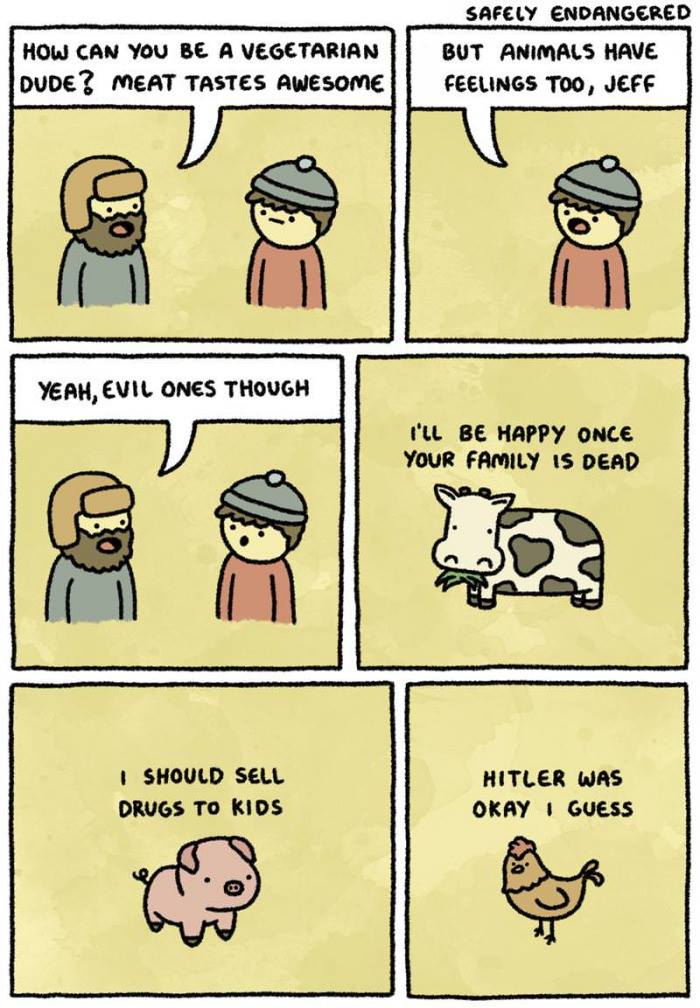 SAFELY ENDANGERED
HOW CAN YOU BE A VEGETARIAN
DUDE? MEAT TASTES AWESOME
BUT ANIMALS HAVE
FEELINGS TOO, JEFF
YEAH, EVIL ONES THOUGH
I'LL BE HAPPY ONCE
YOUR FAMILY IS DEAD
I SHOULD SELL
DRUGS TO KIDS
HITLER WAS
OKAY I GUESS